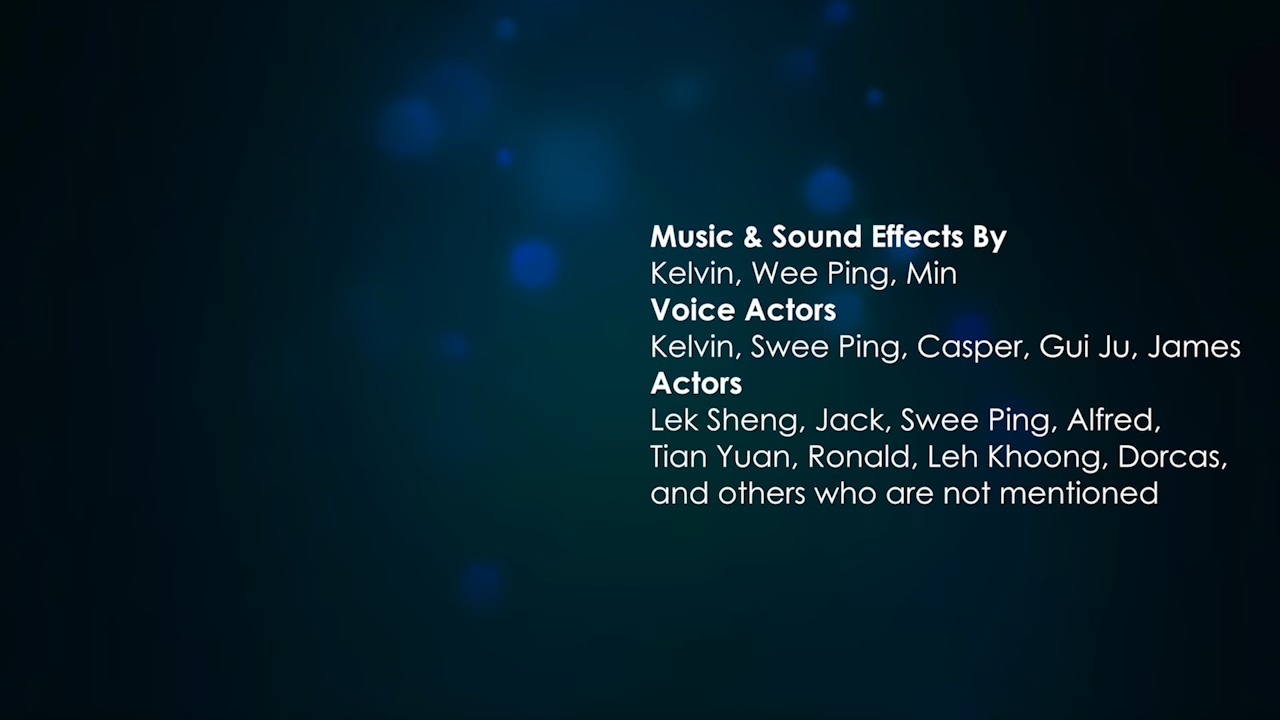 Music & Sound Effects By
Kelvin, Wee Ping, Min
Voice Actors
Kelvin, Swee Ping, Casper, Gui Ju, James
Actors
Lek Sheng, Jack, Swee Ping, Alfred,
Tian Yuan, Ronald, Leh Khoong, Dorcas,
and others who are not mentioned